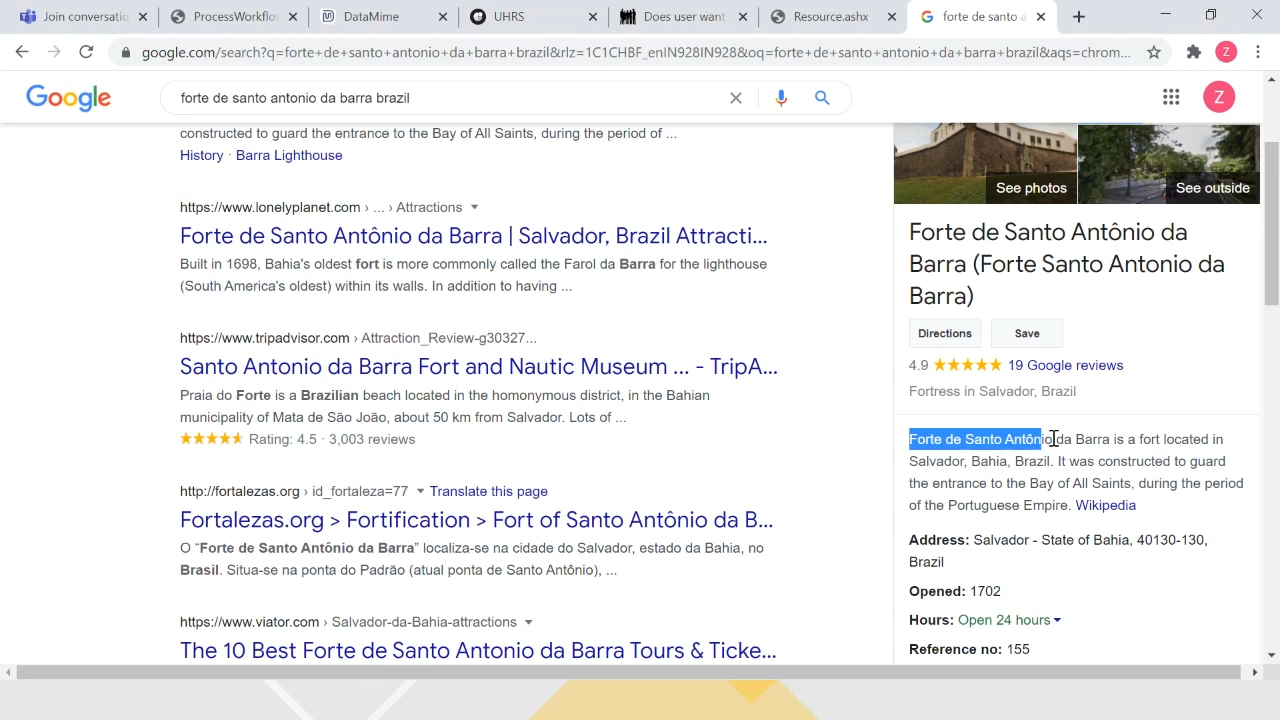 Join conversatio
ProcessWorkflov
DataMime
UHRS
Does user want
Resource.ashx
forte de santo a
google.com/search?q=forte+de+santo+antonio+da+barra+brazil&rlz=1C1CHBF_enIN928IN928&oq=forte+de+santo+antonio+da+barra+brazil&aqs=chrom...
Z
Google
forte de santo antonio da barra brazil
Z
constructed to guard the entrance to the Bay of All Saints, during the period of ...
History · Barra Lighthouse
https://www.lonelyplanet.com › ... › Attractions
Forte de Santo Antônio da Barra | Salvador, Brazil Attracti...
Built in 1698, Bahia's oldest fort is more commonly called the Farol da Barra for the lighthouse
(South America's oldest) within its walls. In addition to having ...
https://www.tripadvisor.com › Attraction_Review-g30327...
Santo Antonio da Barra Fort and Nautic Museum ... - TripA...
Praia do Forte is a Brazilian beach located in the homonymous district, in the Bahian
municipality of Mata de São João, about 50 km from Salvador. Lots of ...
Rating: 4.5 · 3,003 reviews
http://fortalezas.org › id_fortaleza=77 Translate this page
Fortalezas.org > Fortification > Fort of Santo Antônio da B...
O “Forte de Santo Antônio da Barra” localiza-se na cidade do Salvador, estado da Bahia, no
Brasil. Situa-se na ponta do Padrão (atual ponta de Santo Antônio), ...
https://www.viator.com › Salvador-da-Bahia-attractions
The 10 Best Forte de Santo Antonio da Barra Tours & Ticke...
See photos
See outside
Forte de Santo Antônio da
Barra (Forte Santo Antonio da
Barra)
Directions
Save
4.9 19 Google reviews
Fortress in Salvador, Brazil
Forte de Santo Antônio da Barra is a fort located in
Salvador, Bahia, Brazil. It was constructed to guard
the entrance to the Bay of All Saints, during the period
of the Portuguese Empire. Wikipedia
Address: Salvador - State of Bahia, 40130-130,
Brazil
Opened: 1702
Hours: Open 24 hours
Reference no: 155